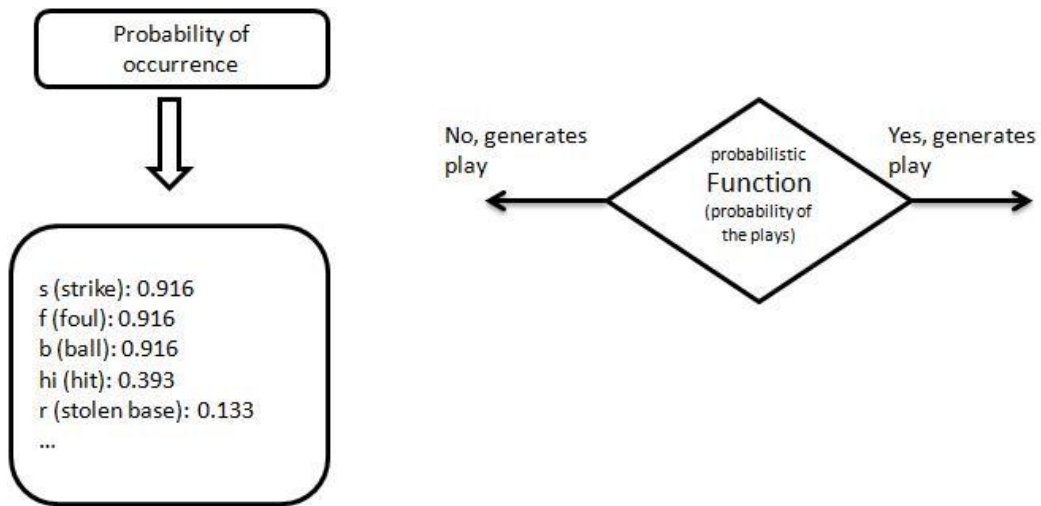 Probability of
occurrence
s (strike): 0.916
f (foul): 0.916
b (ball): 0.916
hi (hit): 0.393
r (stolen base): 0.133
...
No, generates
play
probabilistic
Function
(probability of
the plays)
Yes, generates
play